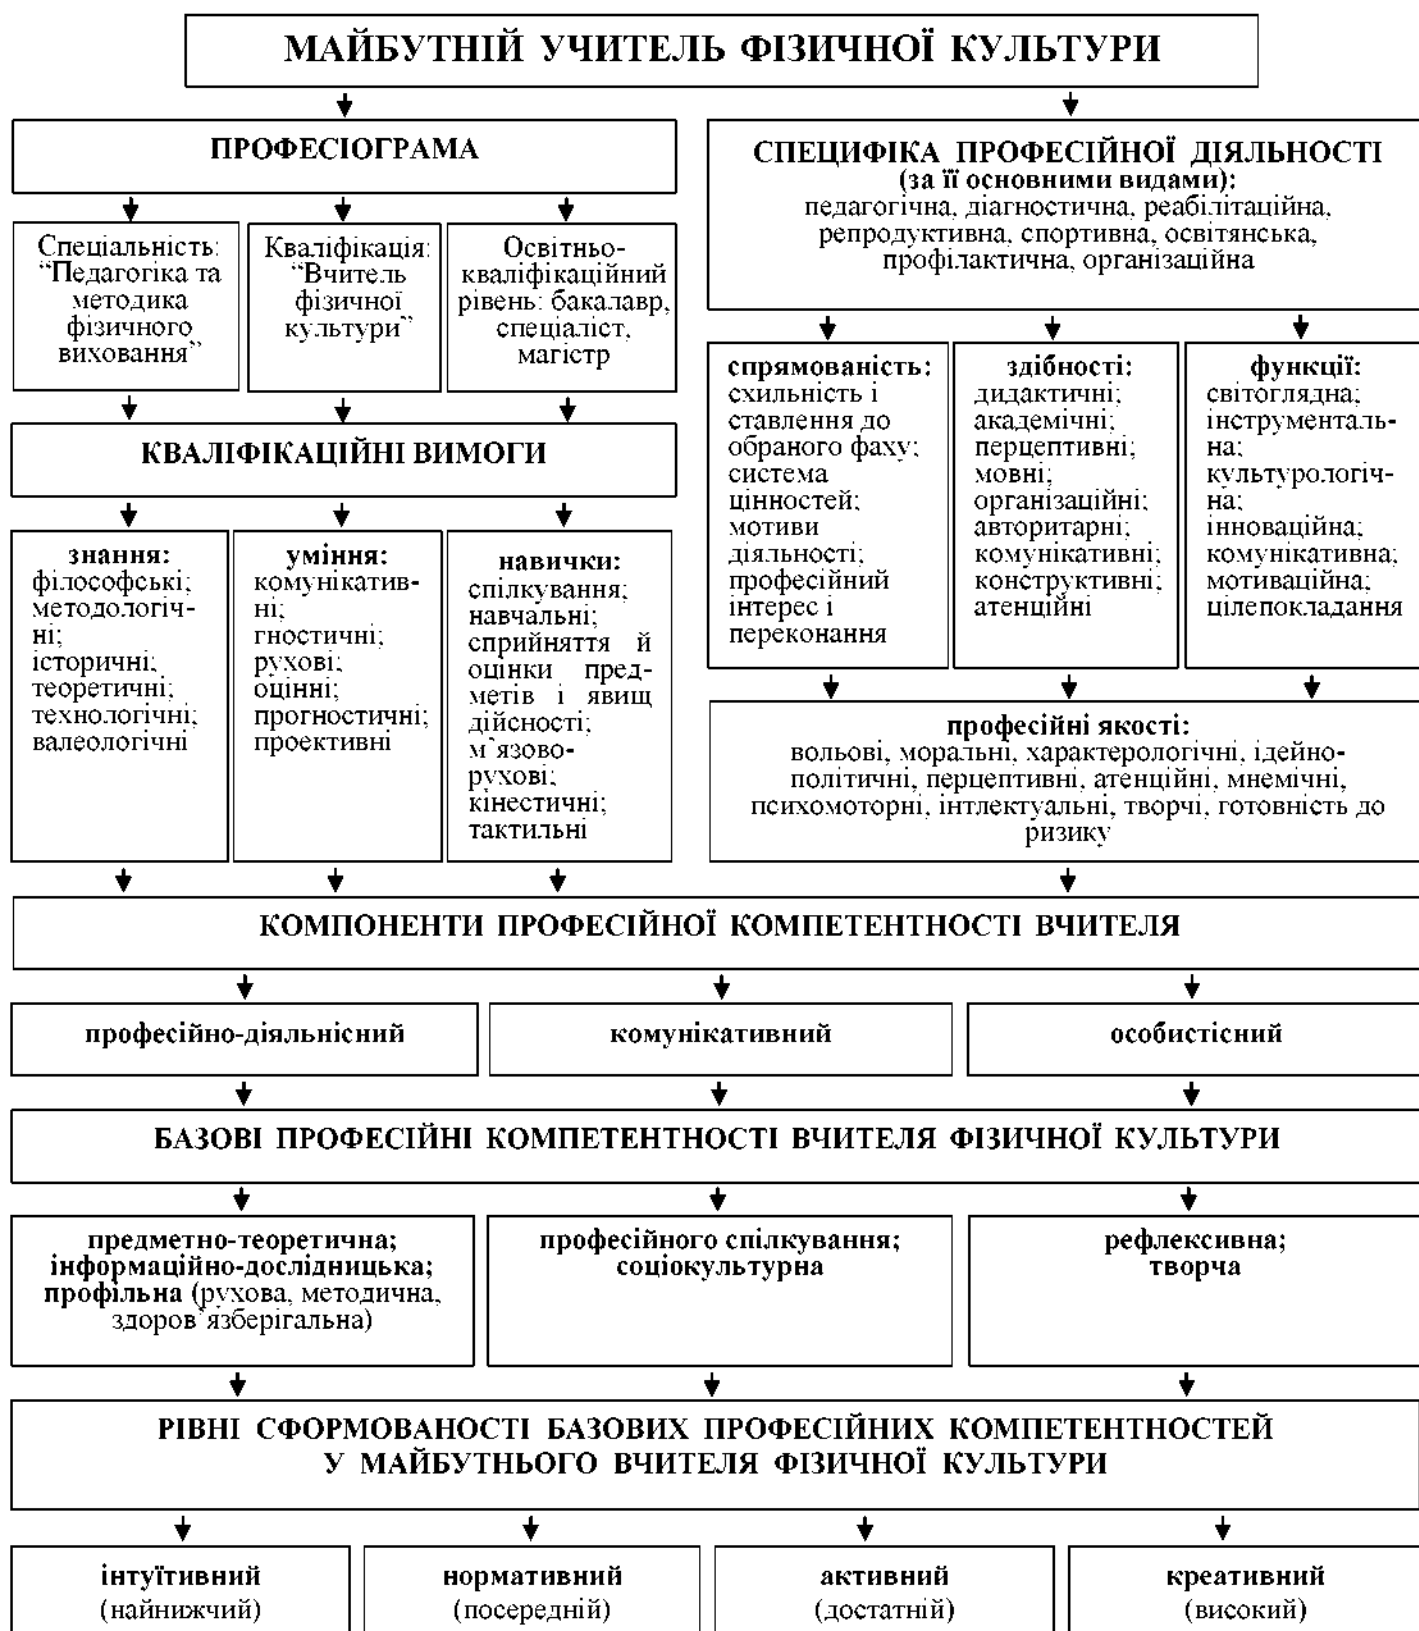 МАЙБУТНІЙ УЧИТЕЛЬ ФІЗИЧНОЇ КУЛЬТУРИ
ПРОФЕСІОГРАМА
Спеціальність:
“Педагогіка та
методика
фізичного
виховання”
Кваліфікація:
“Вчитель
фізичної
культури”
Освітньо-
кваліфікаційний
рівень: бакалавр,
спеціаліст,
магістр
КВАЛІФІКАЦІЙНІ ВИМОГИ
знання:
філософські;
методологіч-
ні;
історичні;
теоретичні;
технологічні;
валеологічні
уміння:
комунікатив-
ні;
гностичні;
рухові;
оцінні;
прогностичні;
проективні
навички:
спілкування;
навчальні;
сприйняття й
оцінки пред-
метів і явищ
дійсності;
м`язово-
рухові;
кінестичні;
тактильні
СПЕЦИФІКА ПРОФЕСІЙНОЇ ДІЯЛЬНОСТІ
(за її основними видами):
педагогічна, діагностична, реабілітаційна,
репродуктивна, спортивна, освітянська,
профілактична, організаційна
спрямованість:
схильність і
ставлення до
обраного фаху;
система
цінностей;
мотиви
діяльності;
професійний
інтерес і
переконання
здібності:
дидактичні;
академічні;
перцептивні;
мовні;
організаційні;
авторитарні;
комунікативні;
конструктивні;
атенційні
функції:
світоглядна;
інструменталь-
на;
культурологіч-
на;
інноваційна;
комунікативна;
мотиваційна;
цілепокладання
професійні якості:
вольові, моральні, характерологічні, ідейно-
політичні, перцептивні, атенційні, мнемічні,
психомоторні, інтлектуальні, творчі, готовність до
ризику
КОМПОНЕНТИ ПРОФЕСІЙНОЇ КОМПЕТЕНТНОСТІ ВЧИТЕЛЯ
професійно-діяльнісний
комунікативний
особистісний
БАЗОВІ ПРОФЕСІЙНІ КОМПЕТЕНТНОСТІ ВЧИТЕЛЯ ФІЗИЧНОЇ КУЛЬТУРИ
предметно-теоретична;
інформаційно-дослідницька;
профільна (рухова, методична,
здоров`язберігальна)
професійного спілкування;
соціокультурна
рефлексивна;
творча
РІВНІ СФОРМОВАНОСТІ БАЗОВИХ ПРОФЕСІЙНИХ КОМПЕТЕНТНОСТЕЙ
У МАЙБУТНЬОГО ВЧИТЕЛЯ ФІЗИЧНОЇ КУЛЬТУРИ
інтуїтивний
(найнижчий)
нормативний
(посередній)
активний
(достатній)
креативний
(високий)